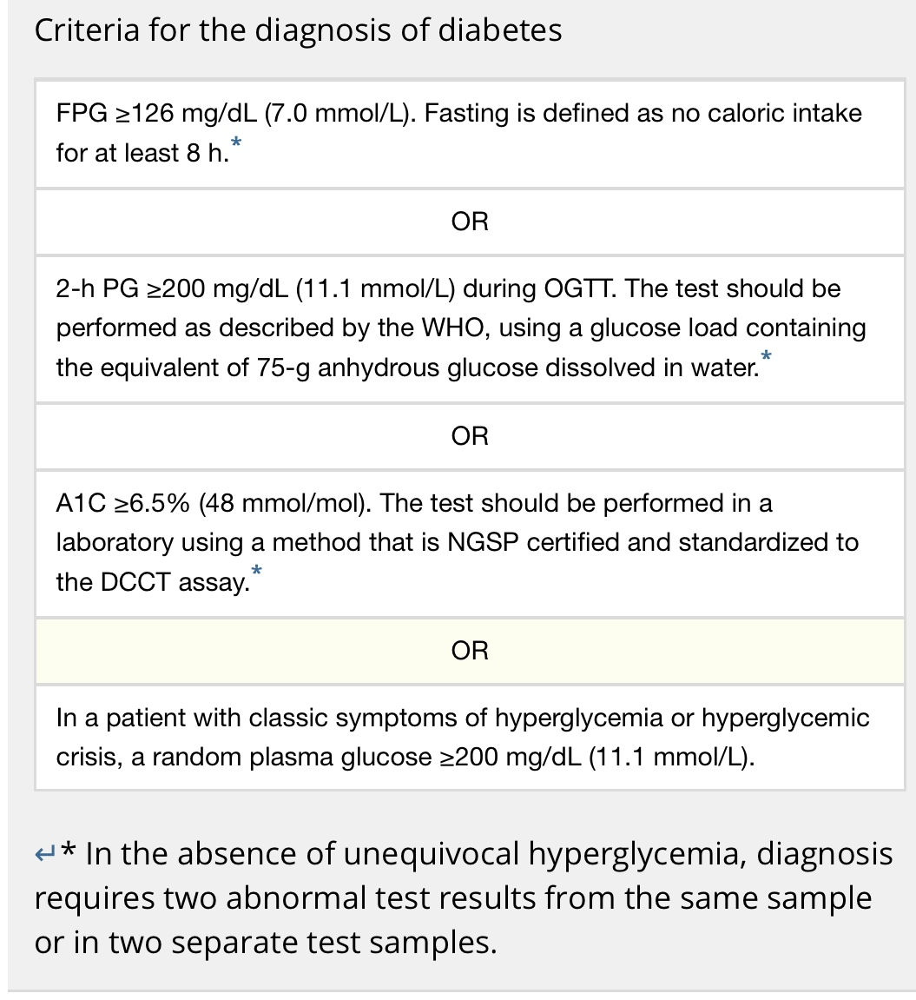 Criteria for the diagnosis of diabetes
FPG ≥126 mg/dL (7.0 mmol/L). Fasting is defined as no caloric intake
for at least 8 h.*
OR
2-h PG ≥200 mg/dL (11.1 mmol/L) during OGTT. The test should be
performed as described by the WHO, using a glucose load containing
the equivalent of 75-g anhydrous glucose dissolved in water.*
OR
A1C ≥6.5% (48 mmol/mol). The test should be performed in a
laboratory using a method that is NGSP certified and standardized to
the DCCT assay.*
OR
In a patient with classic symptoms of hyperglycemia or hyperglycemic
crisis, a random plasma glucose ≥200 mg/dL (11.1 mmol/L).
↵* In the absence of unequivocal hyperglycemia, diagnosis
requires two abnormal test results from the same sample
or in two separate test samples.